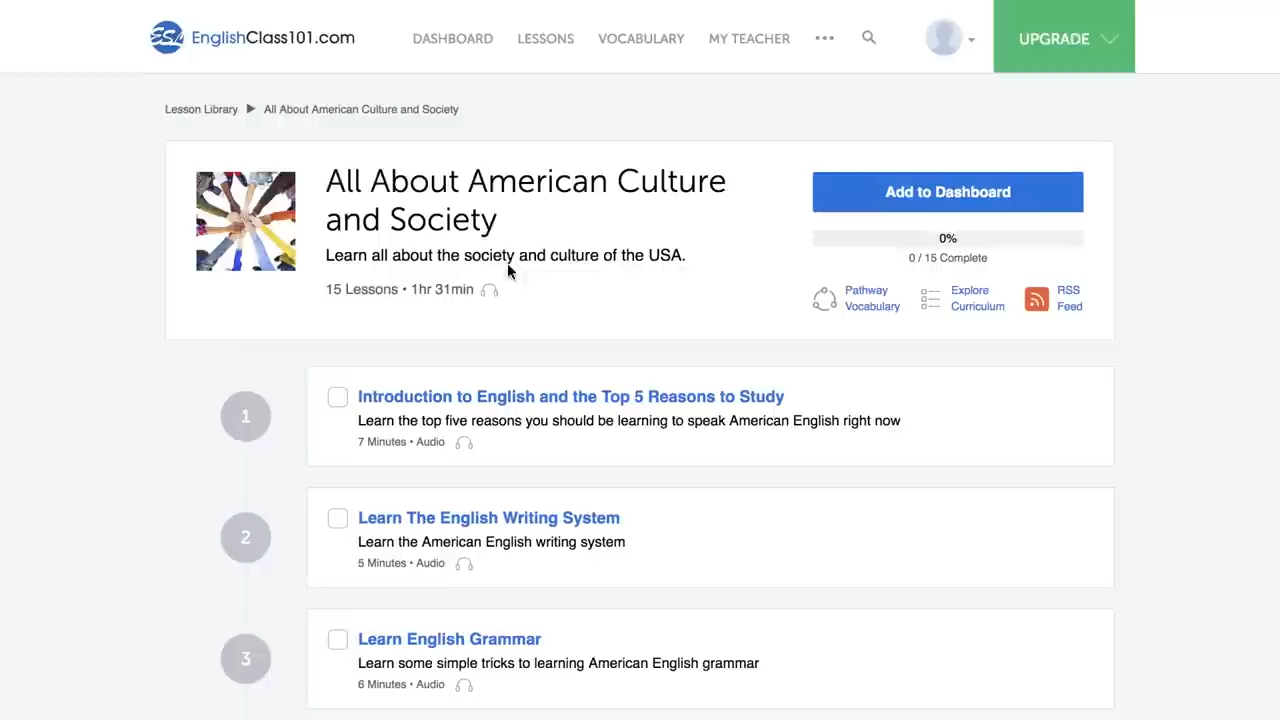 ESL EnglishClass101.com
DASHBOARD LESSONS VOCABULARY MY TEACHER UPGRADE
Lesson Library All About American Culture and Society
All About American Culture
and Society
Learn all about the society and culture of the USA.
15 Lessons • 1hr 31min
Add to Dashboard
0%
0 / 15 Complete
Pathway
Vocabulary
Explore
Curriculum
RSS
Feed
1
Introduction to English and the Top 5 Reasons to Study
Learn the top five reasons you should be learning to speak American English right now
7 Minutes • Audio
2
Learn The English Writing System
Learn the American English writing system
5 Minutes • Audio
3
Learn English Grammar
Learn some simple tricks to learning American English grammar
6 Minutes • Audio